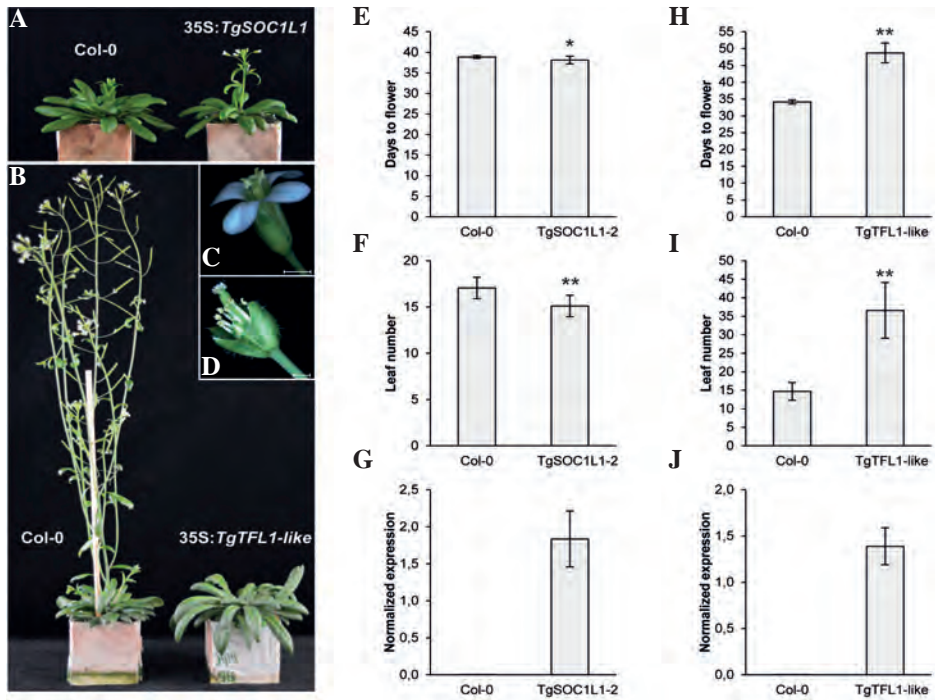 A
Col-0
35S:TgSOC1L1
B
C
D
Col-0
35S:TgTFL1-like
E
Days to flower
45
40
35
30
25
20
15
10
5
0
*
Col-0 TgSOC1L1-2
F
Leaf number
20
15
10
5
0
**
Col-0 TgSOC1L1-2
G
Normalized expression
2,5
2,0
1,5
1,0
0,5
0,0
Col-0 TgSOC1L1-2
H
Days to flower
55
50
45
40
35
30
25
20
15
10
5
0
**
Col-0 TgTFL1-like
I
Leaf number
50
45
40
35
30
25
20
15
10
5
0
**
Col-0 TgTFL1-like
J
Normalized expression
2,0
1,5
1,0
0,5
0,0
Col-0 TgTFL1-like